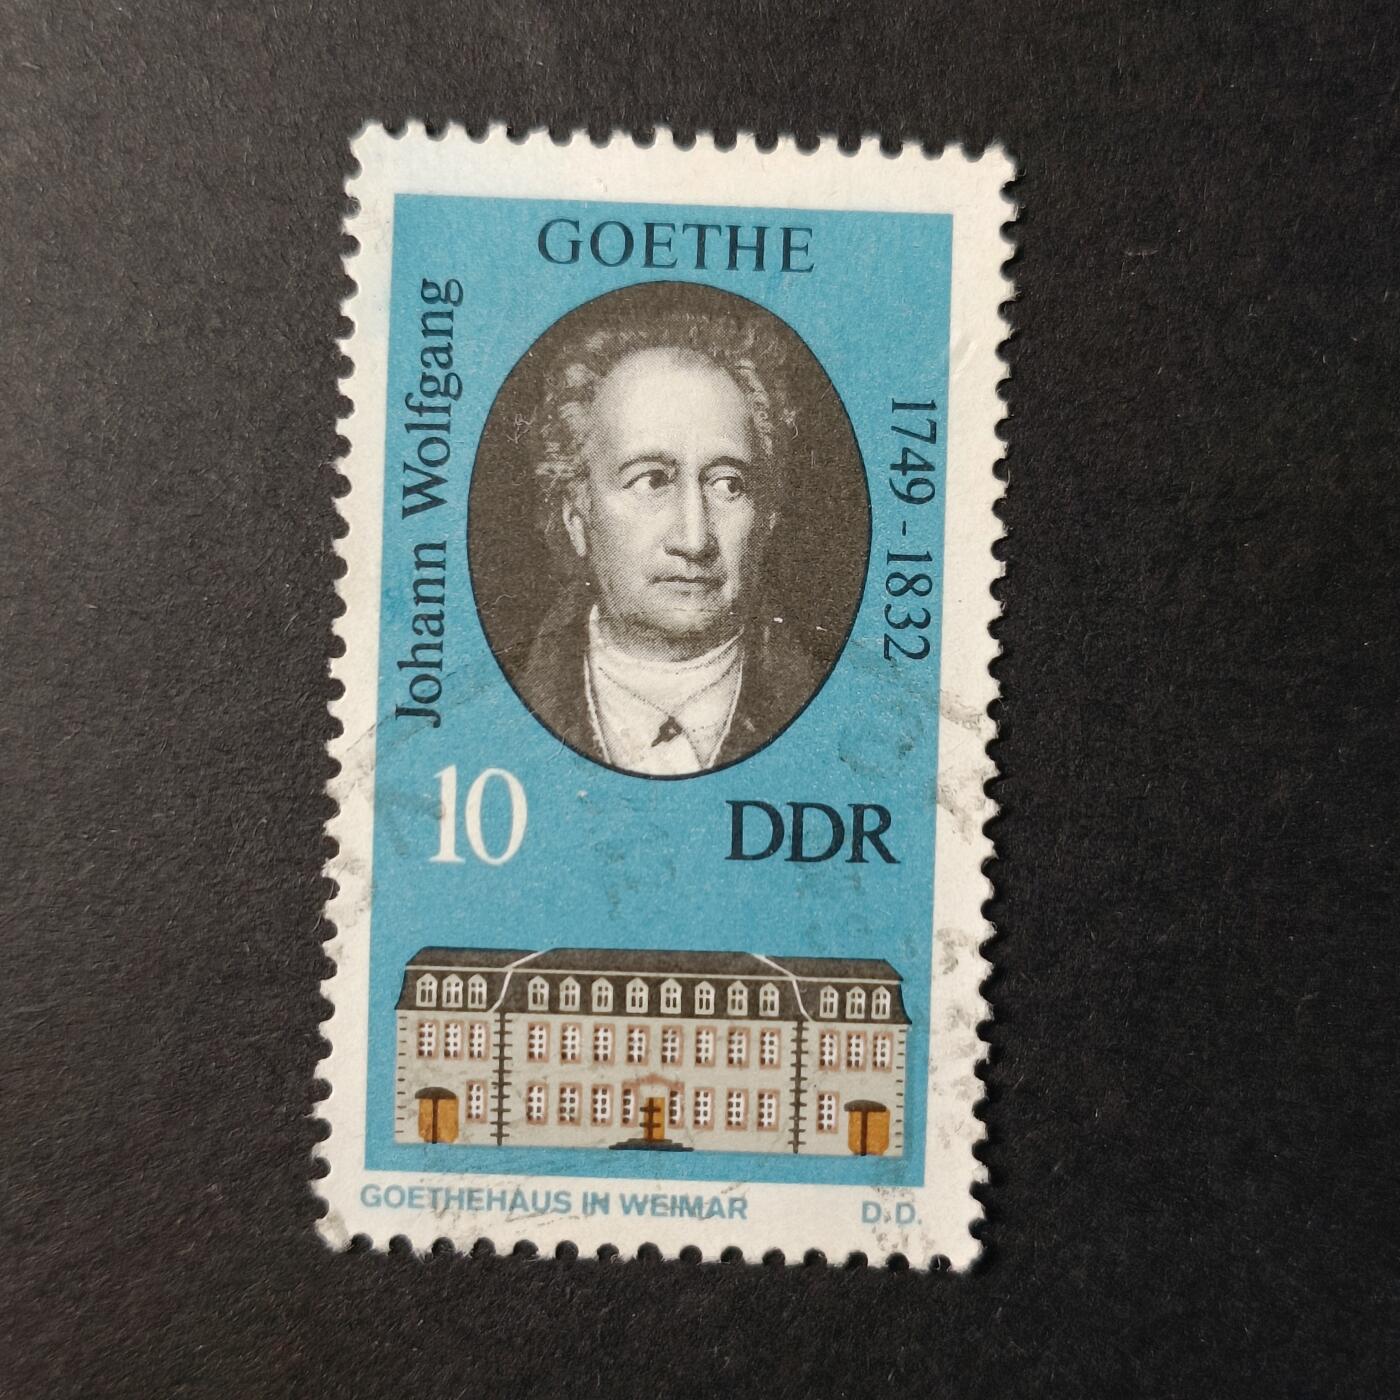 GOETHE
Johann Wolfgang
1749-1832
10
DDR
GOETHEHAUS IN WEIMAR
D.D.